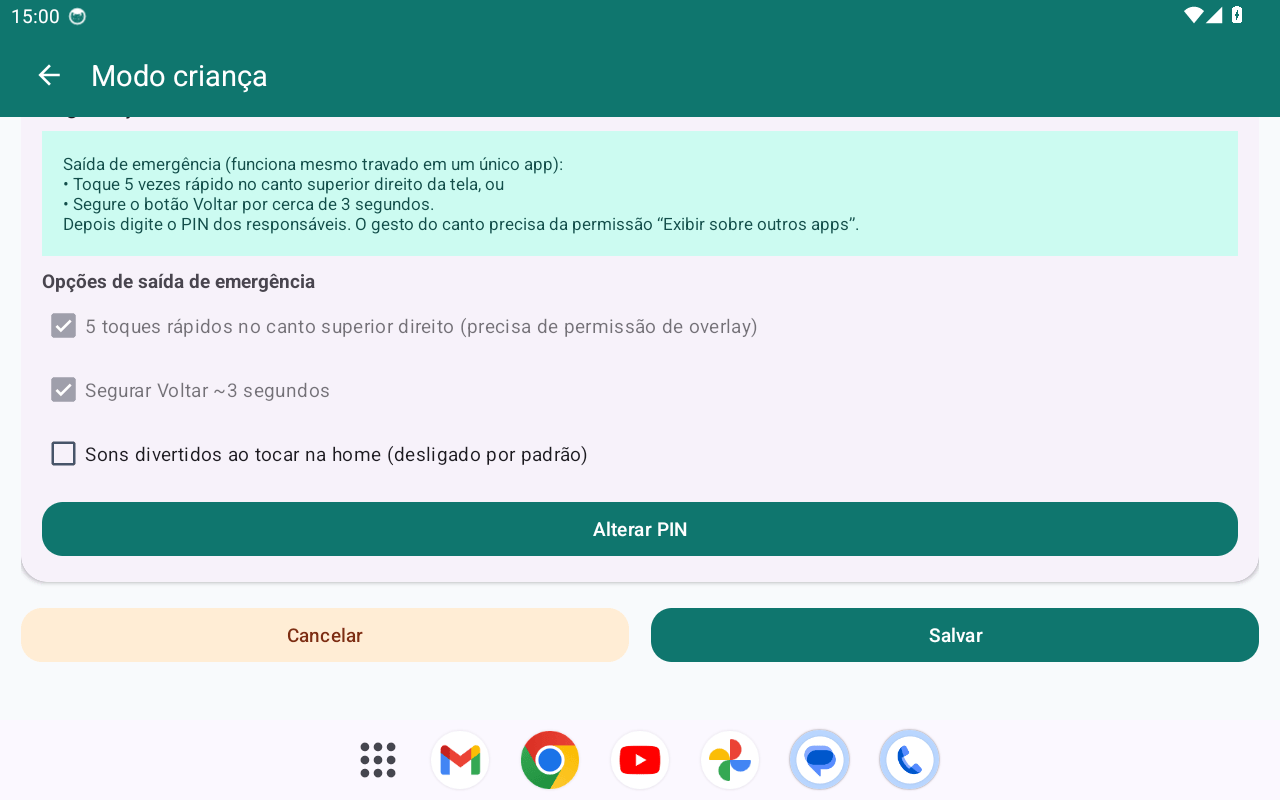 15:00
Modo criança
Saída de emergência (funciona mesmo travado em um único app):
• Toque 5 vezes rápido no canto superior direito da tela, ou
• Segure o botão Voltar por cerca de 3 segundos.
Depois digite o PIN dos responsáveis. O gesto do canto precisa da permissão “Exibir sobre outros apps”.
Opções de saída de emergência
5 toques rápidos no canto superior direito (precisa de permissão de overlay)
Segurar Voltar ~3 segundos
Sons divertidos ao tocar na home (desligado por padrão)
Alterar PIN
Cancelar
Salvar